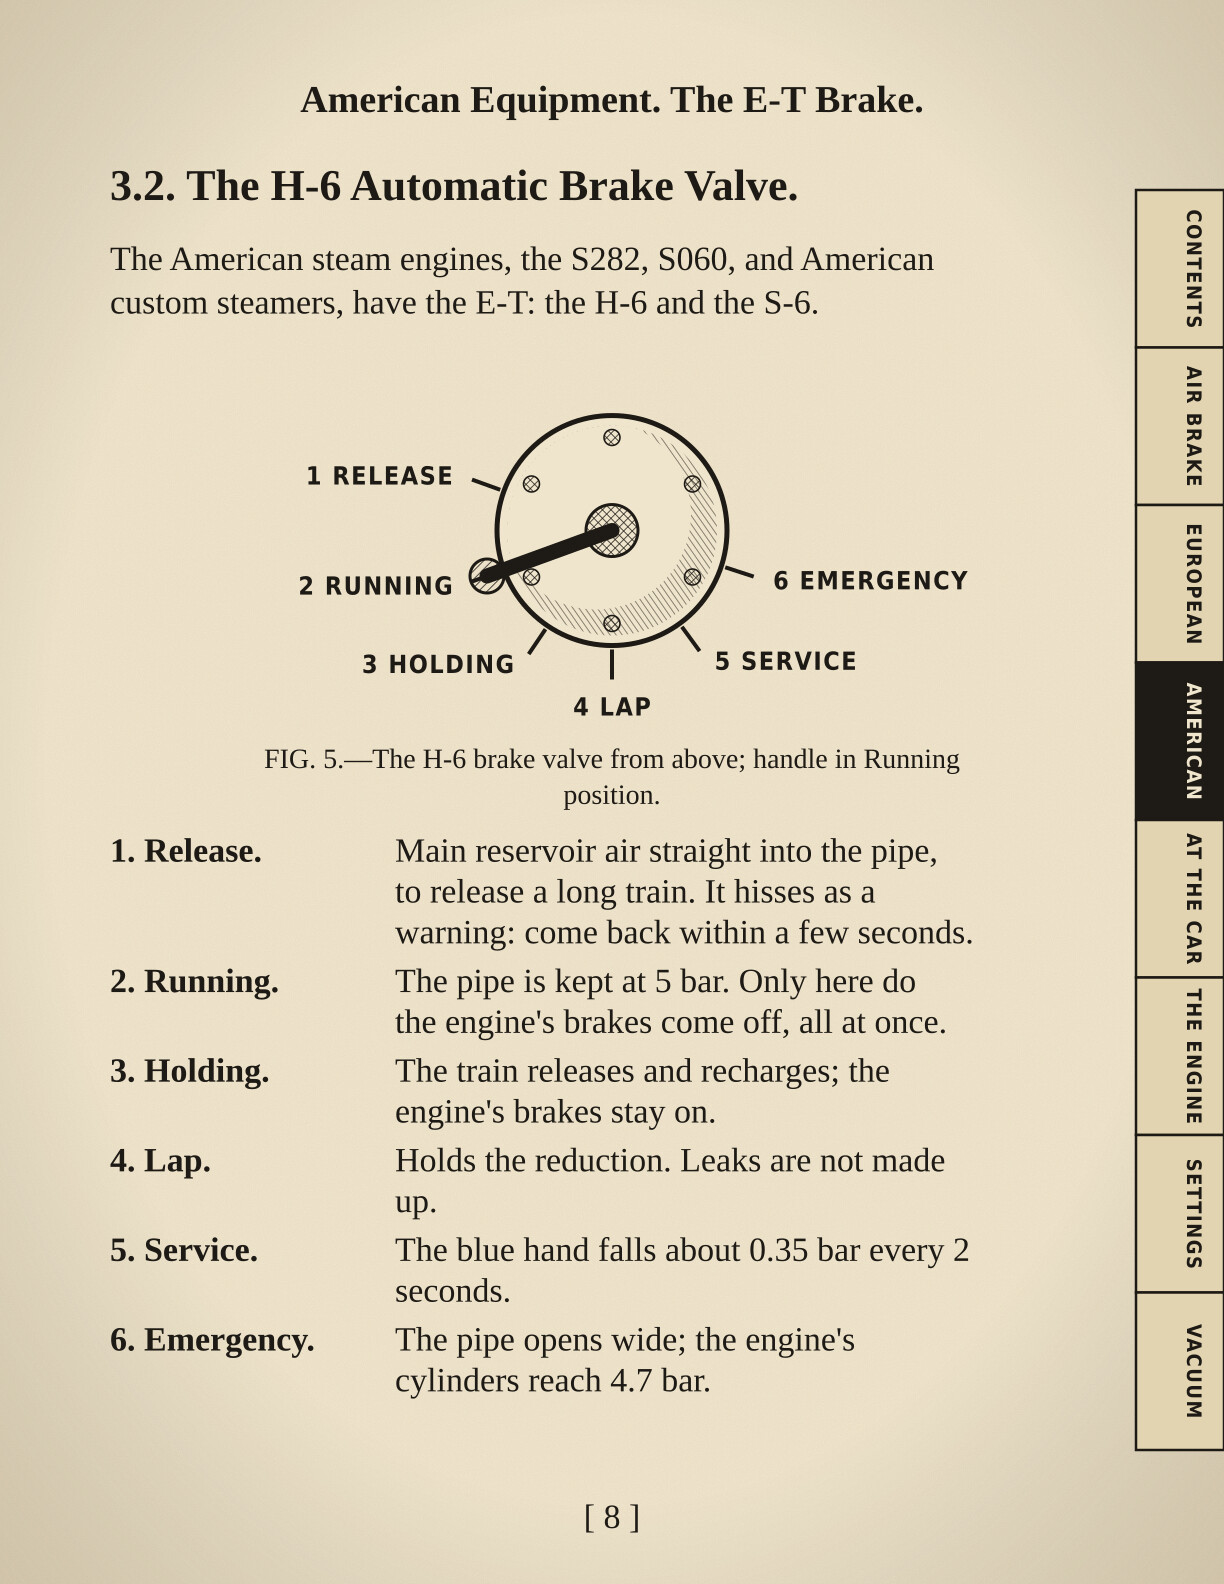 American Equipment. The E-T Brake.
3.2. The H-6 Automatic Brake Valve.
The American steam engines, the S282, S060, and American
custom steamers, have the E-T: the H-6 and the S-6.
1 RELEASE
2 RUNNING
3 HOLDING
4 LAP
5 SERVICE
6 EMERGENCY
FIG. 5.—The H-6 brake valve from above; handle in Running
position.
1. Release. Main reservoir air straight into the pipe,
to release a long train. It hisses as a
warning: come back within a few seconds.
2. Running. The pipe is kept at 5 bar. Only here do
the engine's brakes come off, all at once.
3. Holding. The train releases and recharges; the
engine's brakes stay on.
4. Lap. Holds the reduction. Leaks are not made
up.
5. Service. The blue hand falls about 0.35 bar every 2
seconds.
6. Emergency. The pipe opens wide; the engine's
cylinders reach 4.7 bar.
[ 8 ]
CONTENTS
AIR BRAKE
EUROPEAN
AMERICAN
AT THE CAR
THE ENGINE
SETTINGS
VACUUM